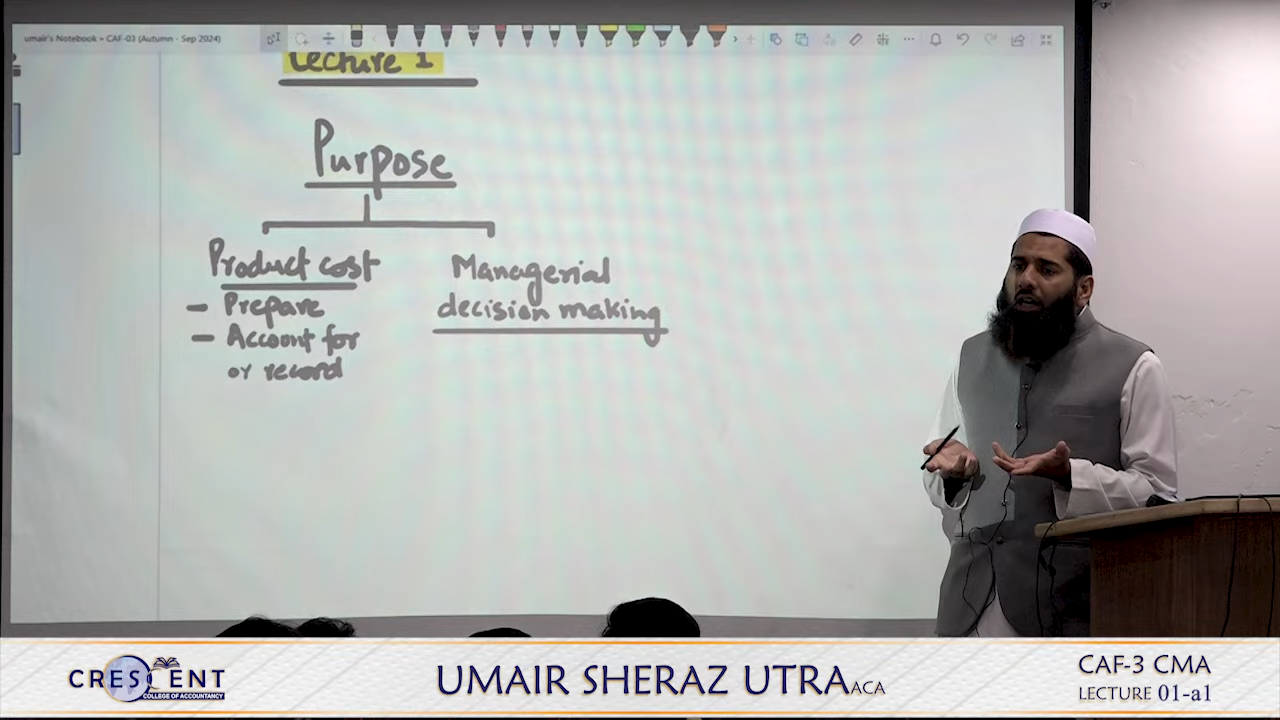 umair's Notebook » CAF-03 (Autumn - Sep 2024)
Lecture 1
Purpose
Product cost
- Prepare
- Account for
or record
Managerial
decision making
CRESCENT
COLLEGE OF ACCOUNTANCY
UMAIR SHERAZ UTRA ACA
CAF-3 CMA
LECTURE 01-a1